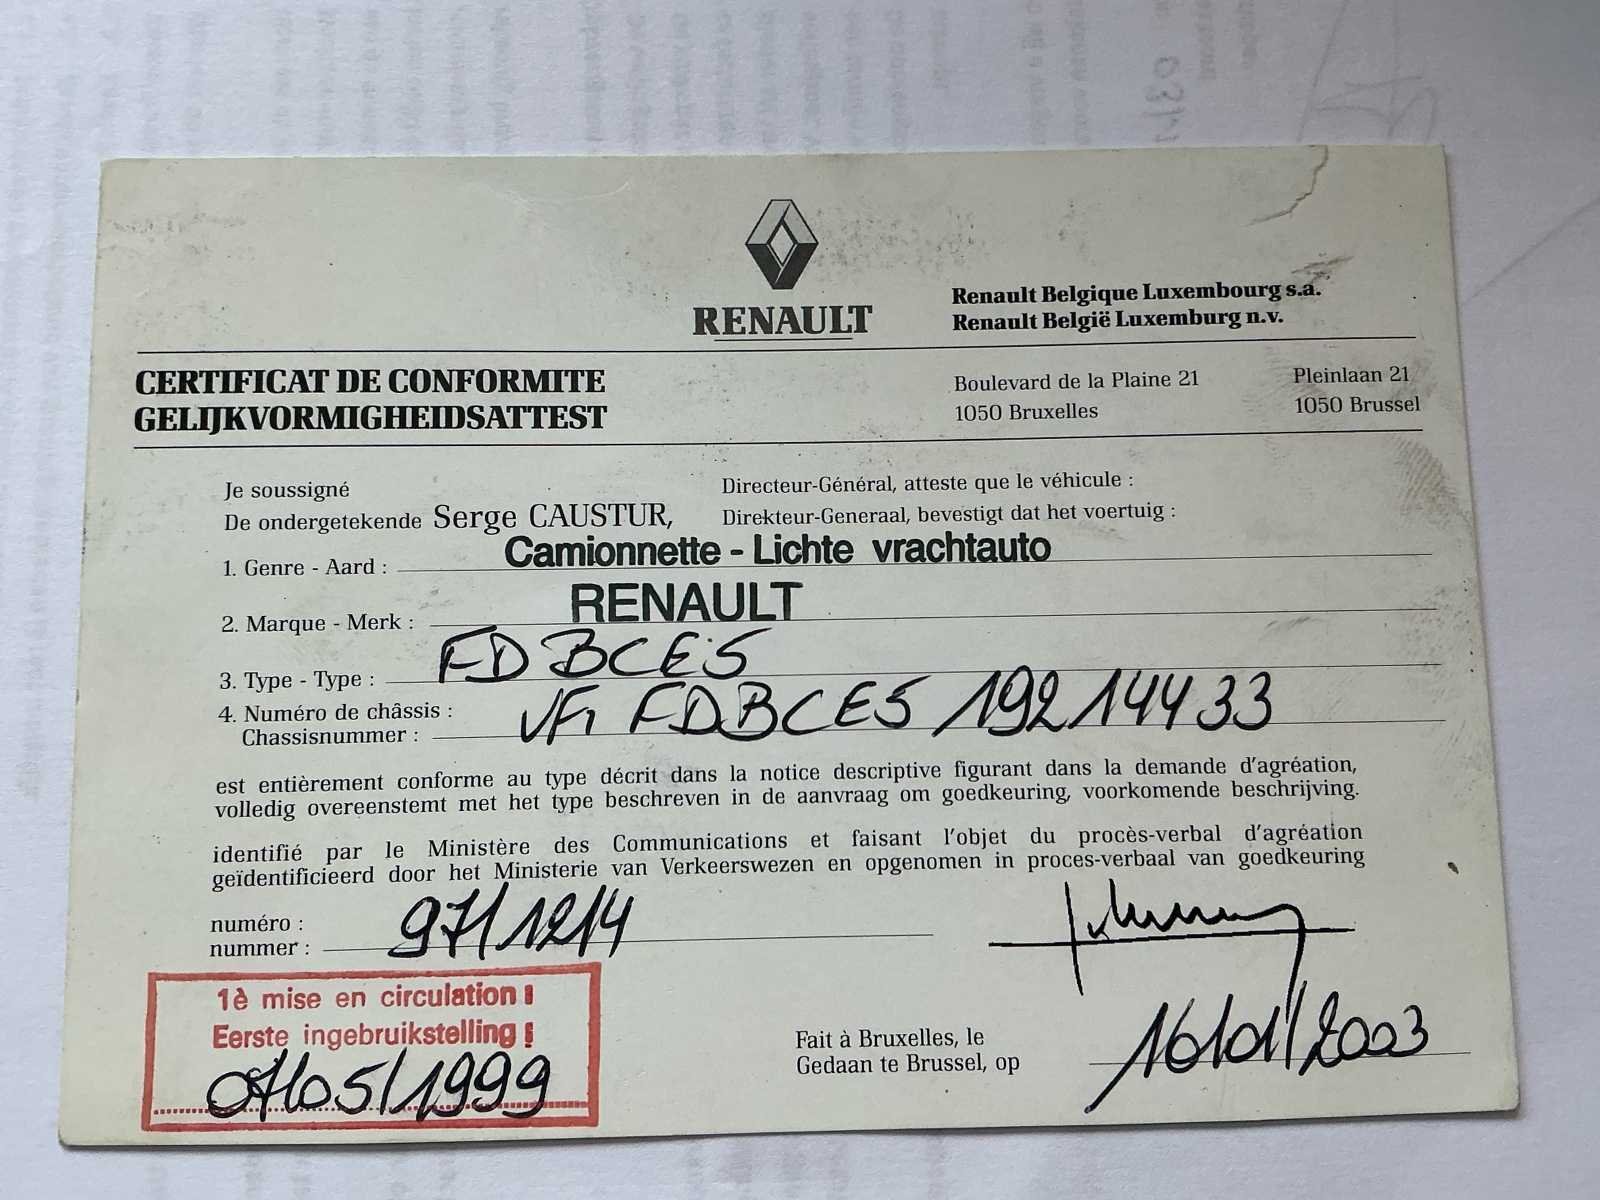 RENAULT
Renault Belgique Luxembourg s.a.
Renault België Luxemburg n.v.
CERTIFICAT DE CONFORMITE
GELIJKVORMIGHEIDSATTEST
Boulevard de la Plaine 21
1050 Bruxelles
Pleinlaan 21
1050 Brussel
Je soussigné
De ondergetekende Serge CAUSTUR,
Directeur-Général, atteste que le véhicule :
Direkteur-Generaal, bevestigt dat het voertuig :
1. Genre - Aard : Camionnette - Lichte vrachtauto
2. Marque - Merk : RENAULT
3. Type - Type : FDBCE5
4. Numéro de châssis :
Chassisnummer : VF1 FDBCE5 19214433
est entièrement conforme au type décrit dans la notice descriptive figurant dans la demande d'agréation,
volledig overeenstemt met het type beschreven in de aanvraag om goedkeuring, voorkomende beschrijving.
identifié par le Ministère des Communications et faisant l'objet du procès-verbal d'agréation
geïdentificieerd door het Ministerie van Verkeerswezen en opgenomen in proces-verbaal van goedkeuring
numéro :
nummer : 97/1214
1è mise en circulation :
Eerste ingebruikstelling :
07/05/1999
Fait à Bruxelles, le
Gedaan te Brussel, op
16/01/2003